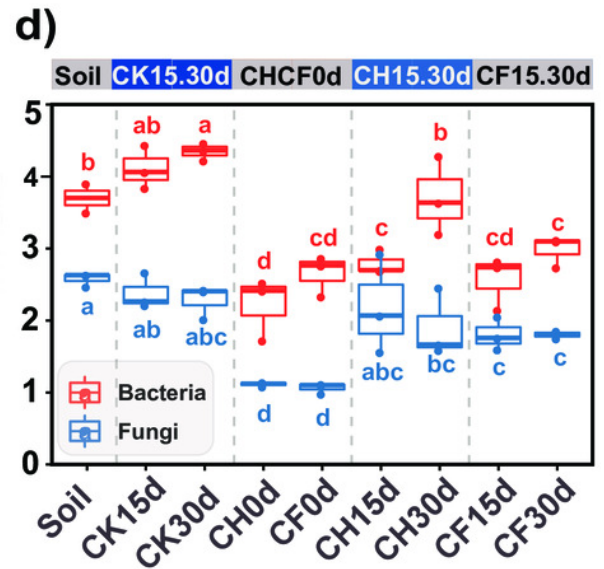 d)
Soil CK15.30d CHCF0d CH15.30d CF15.30d
5
4
3
2
1
0
b ab a d cd c b cd c
a ab abc d d abc bc c c
Bacteria
Fungi
Soil CK15d CK30d CH0d CF0d CH15d CH30d CF15d CF30d